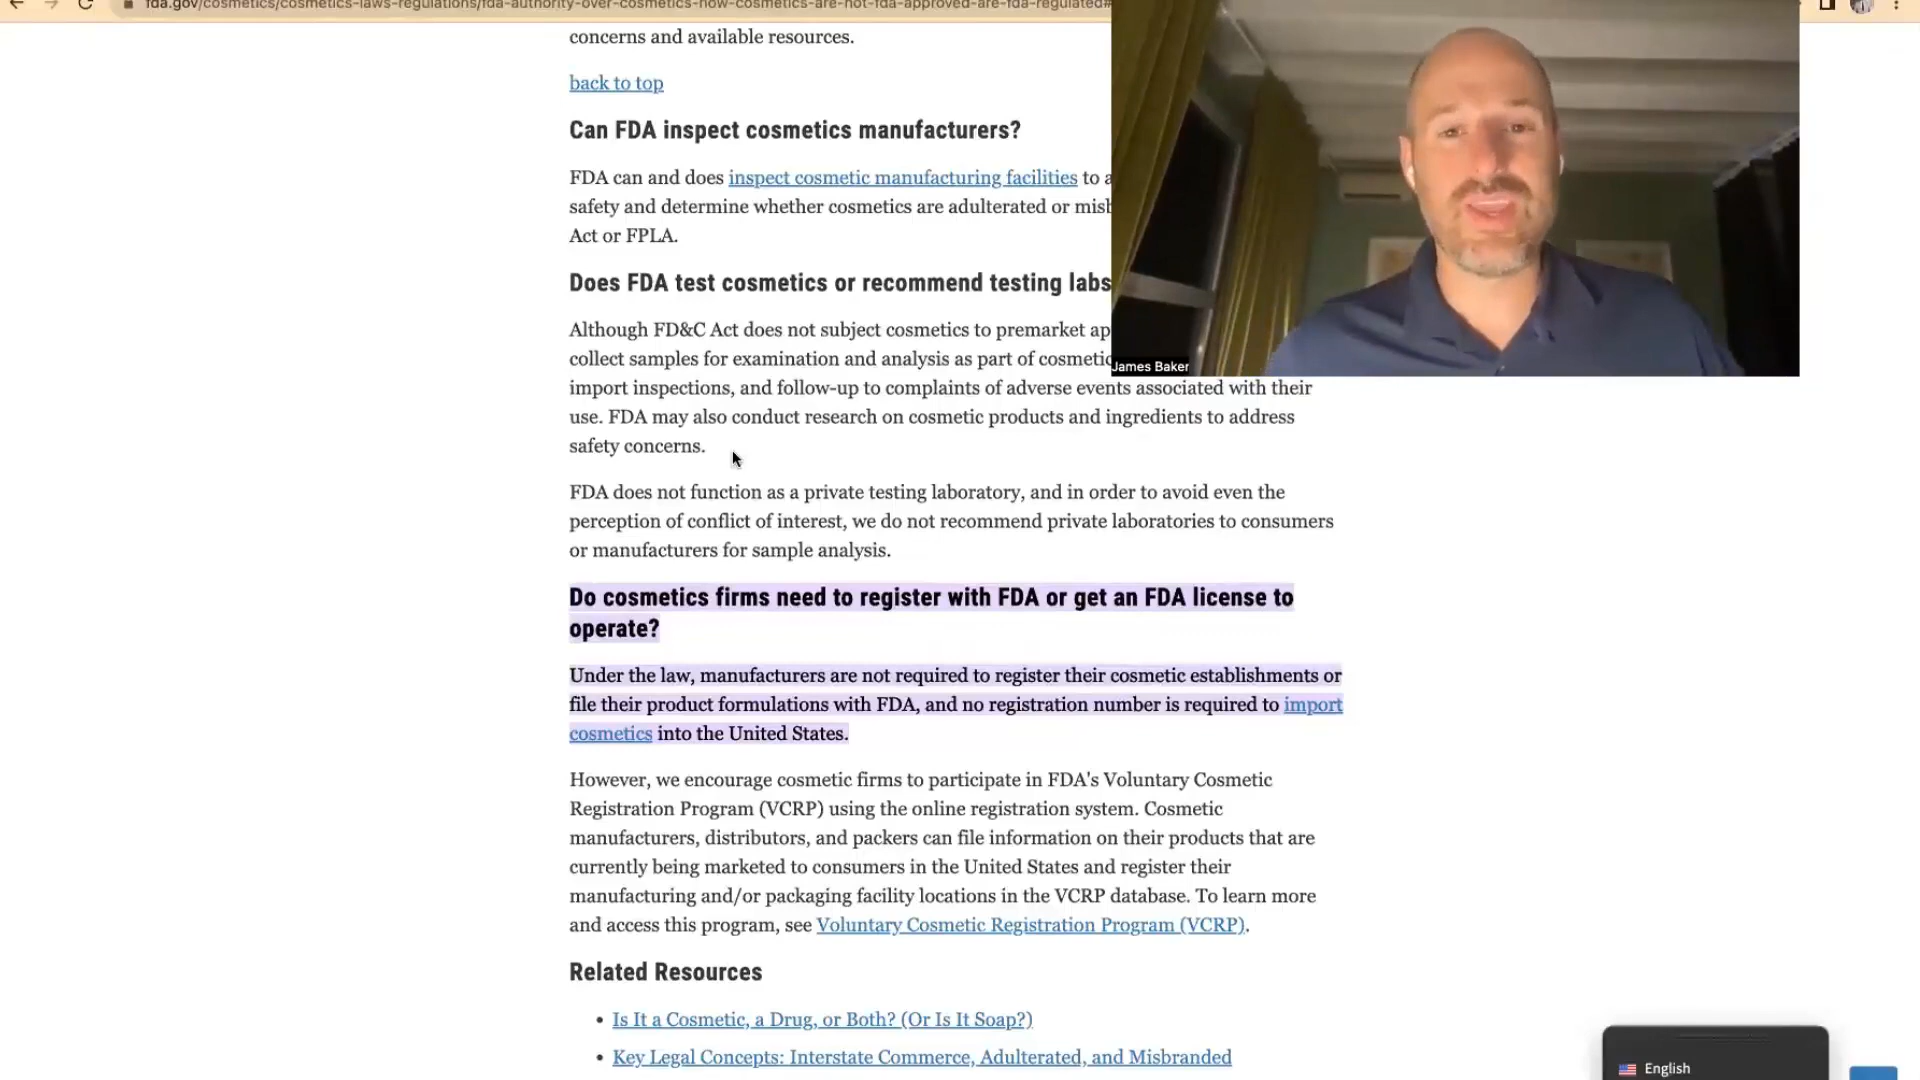 fda.gov/cosmetics/cosmetics-laws-regulations/fda-authority-over-cosmetics-how-cosmetics-are-not-fda-approved-are-fda-regulated#
concerns and available resources.
back to top
Can FDA inspect cosmetics manufacturers?
FDA can and does inspect cosmetic manufacturing facilities to a
safety and determine whether cosmetics are adulterated or misb
Act or FPLA.
Does FDA test cosmetics or recommend testing labs
Although FD&C Act does not subject cosmetics to premarket ap
collect samples for examination and analysis as part of cosmetic
import inspections, and follow-up to complaints of adverse events associated with their
use. FDA may also conduct research on cosmetic products and ingredients to address
safety concerns.
FDA does not function as a private testing laboratory, and in order to avoid even the
perception of conflict of interest, we do not recommend private laboratories to consumers
or manufacturers for sample analysis.
Do cosmetics firms need to register with FDA or get an FDA license to
operate?
Under the law, manufacturers are not required to register their cosmetic establishments or
file their product formulations with FDA, and no registration number is required to import
cosmetics into the United States.
However, we encourage cosmetic firms to participate in FDA's Voluntary Cosmetic
Registration Program (VCRP) using the online registration system. Cosmetic
manufacturers, distributors, and packers can file information on their products that are
currently being marketed to consumers in the United States and register their
manufacturing and/or packaging facility locations in the VCRP database. To learn more
and access this program, see Voluntary Cosmetic Registration Program (VCRP).
Related Resources
• Is It a Cosmetic, a Drug, or Both? (Or Is It Soap?)
• Key Legal Concepts: Interstate Commerce, Adulterated, and Misbranded
James Baker
English